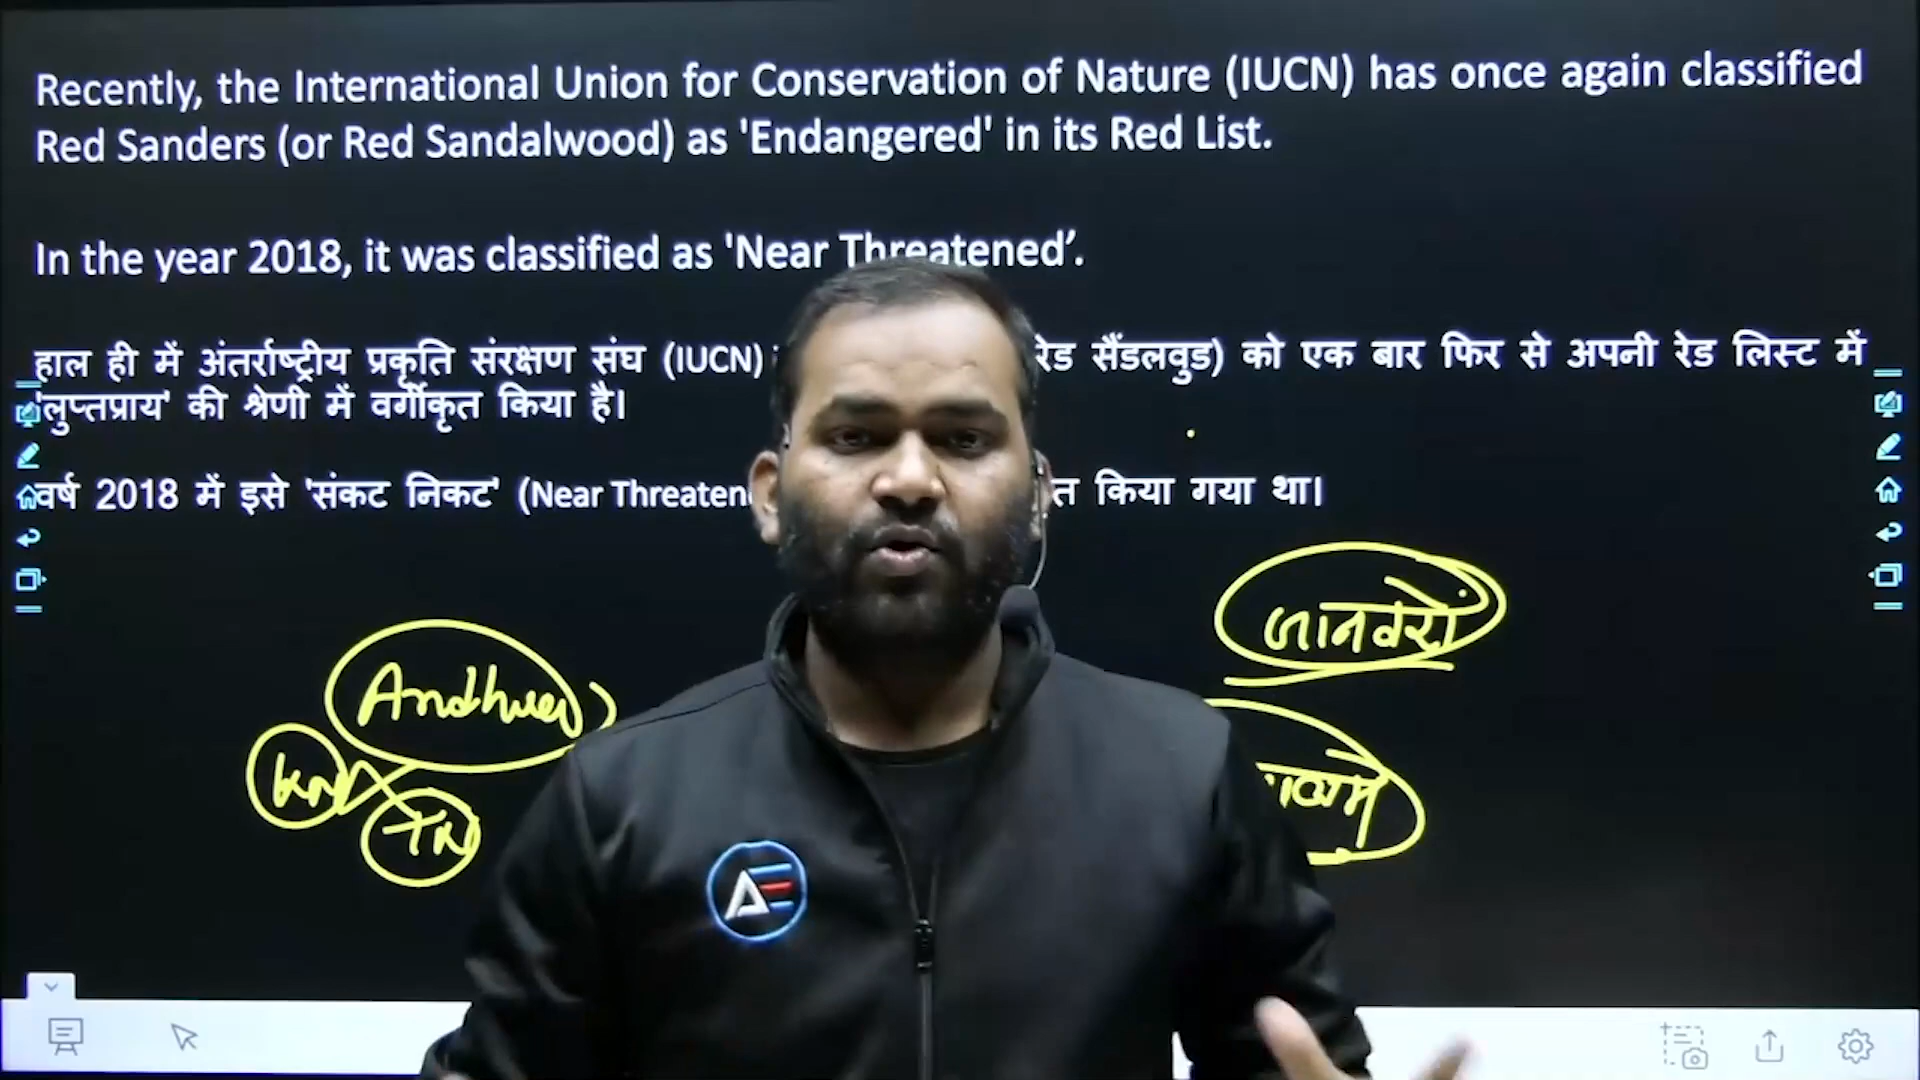 Recently, the International Union for Conservation of Nature (IUCN) has once again classified
Red Sanders (or Red Sandalwood) as 'Endangered' in its Red List.
In the year 2018, it was classified as 'Near Threatened’.
हाल ही में अंतर्राष्ट्रीय प्रकृति संरक्षण संघ (IUCN) रेड सैंडलवुड) को एक बार फिर से अपनी रेड लिस्ट में
'लुप्तप्राय' की श्रेणी में वर्गीकृत किया है।
वर्ष 2018 में इसे 'संकट निकट' (Near किया गया था।
जानवरों
TN
AE